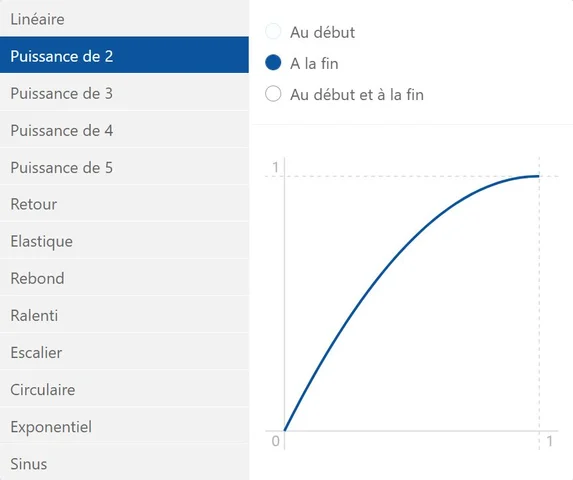 Linéaire
Puissance de 2
Puissance de 3
Puissance de 4
Puissance de 5
Retour
Elastique
Rebond
Ralenti
Escalier
Circulaire
Exponentiel
Sinus
Au début
A la fin
Au début et à la fin
1
0
1